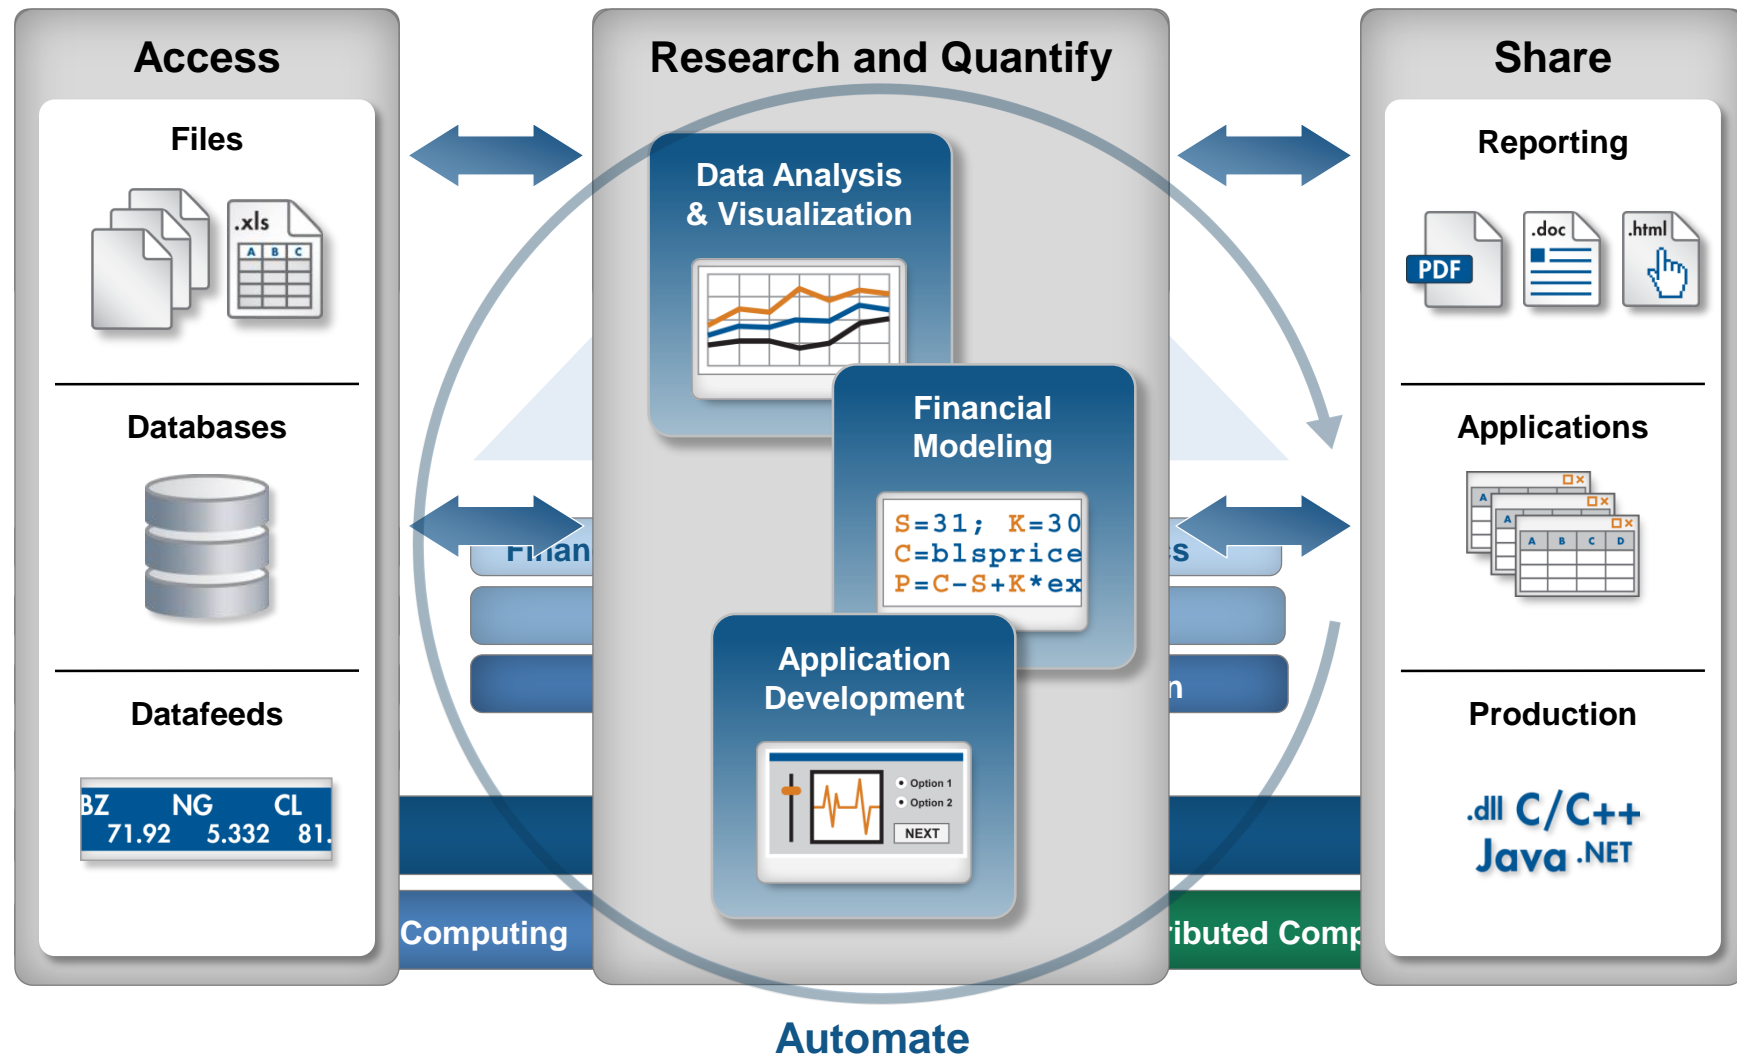 Access
Files
.xls
A B C
Databases
Datafeeds
BZ NG CL
71.92 5.332 81.
Research and Quantify
Data Analysis
& Visualization
Financial
Modeling
S=31; K=30
C=blsprice
P=C-S+K*ex
Application
Development
Option 1
Option 2
NEXT
Share
Reporting
PDF
.doc
.html
Applications
A
A
A B C D
Production
.dll C/C++
Java .NET
Computing
Automate